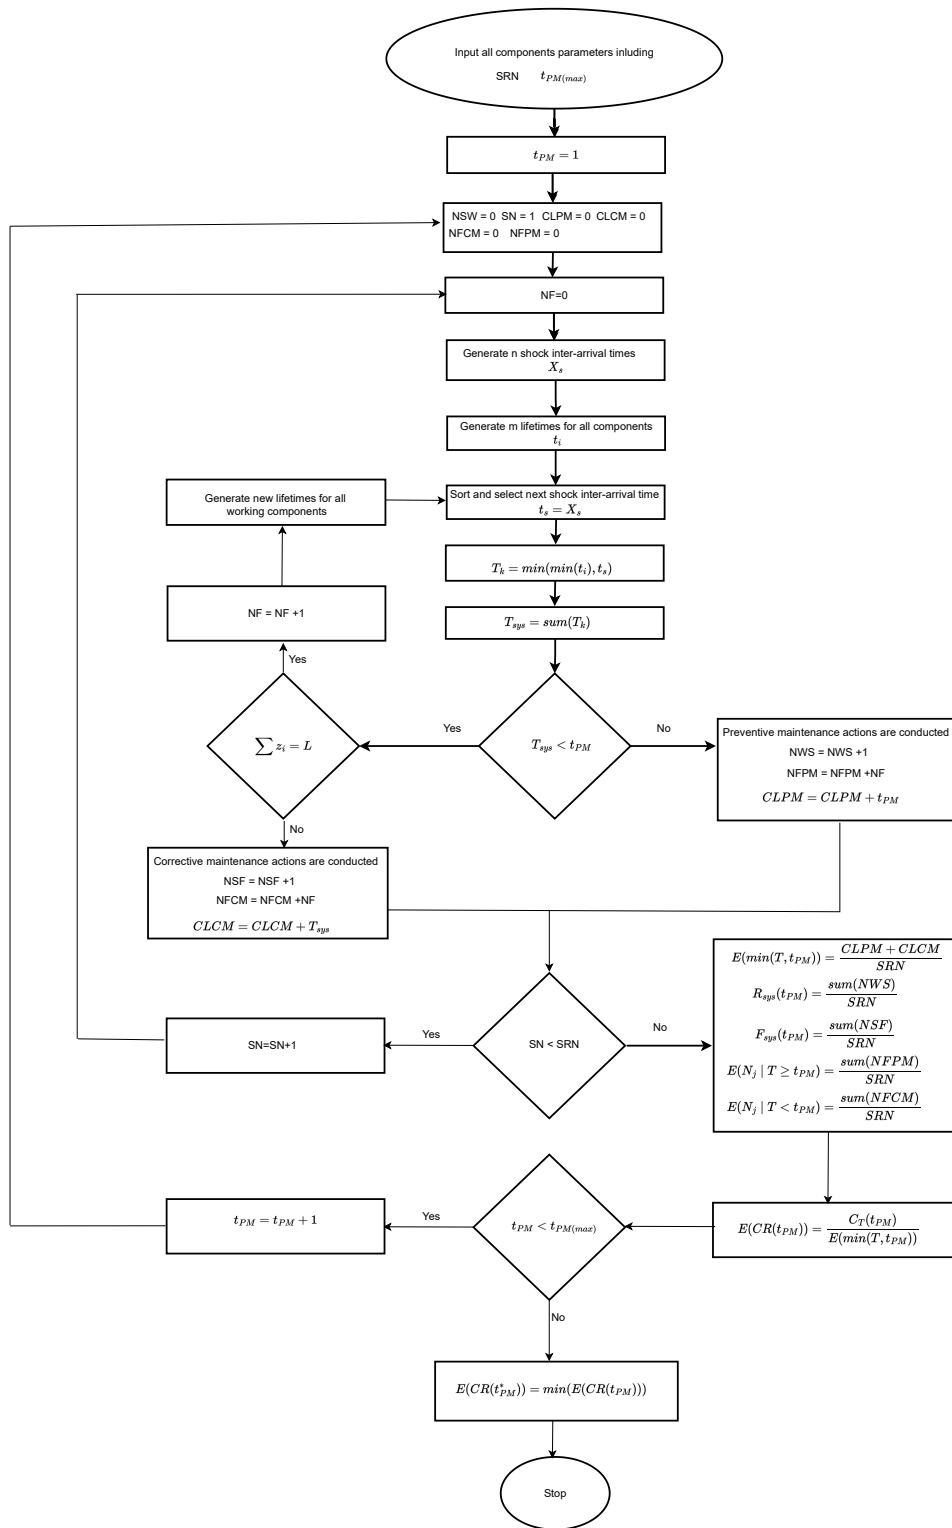 Input all components parameters inluding
SRN t_{PM(max)}
t_{PM} = 1
NSW = 0 SN = 1 CLPM = 0 CLCM = 0
NFCM = 0 NFPM = 0
NF=0
Generate n shock inter-arrival times
X_s
Generate m lifetimes for all components
t_i
Generate new lifetimes for all
working components
Sort and select next shock inter-arrival time
t_s = X_s
T_k = min(min(t_i), t_s)
NF = NF +1
T_{sys} = sum(T_k)
Yes
∑ z_i = L
Yes
T_{sys} < t_{PM}
No
Preventive maintenance actions are conducted
NWS = NWS +1
NFPM = NFPM +NF
CLPM = CLPM + t_{PM}
No
Corrective maintenance actions are conducted
NSF = NSF +1
NFCM = NFCM +NF
CLCM = CLCM + T_{sys}
E(min(T, t_{PM})) = \frac{CLPM + CLCM}{SRN}
R_{sys}(t_{PM}) = \frac{sum(NWS)}{SRN}
F_{sys}(t_{PM}) = \frac{sum(NSF)}{SRN}
E(N_j | T ≥ t_{PM}) = \frac{sum(NFPM)}{SRN}
E(N_j | T < t_{PM}) = \frac{sum(NFCM)}{SRN}
SN=SN+1
Yes
SN < SRN
No
t_{PM} = t_{PM} + 1
Yes
t_{PM} < t_{PM(max)}
E(CR(t_{PM})) = \frac{C_T(t_{PM})}{E(min(T, t_{PM}))}
No
E(CR(t^*_{PM})) = min(E(CR(t_{PM})))
Stop